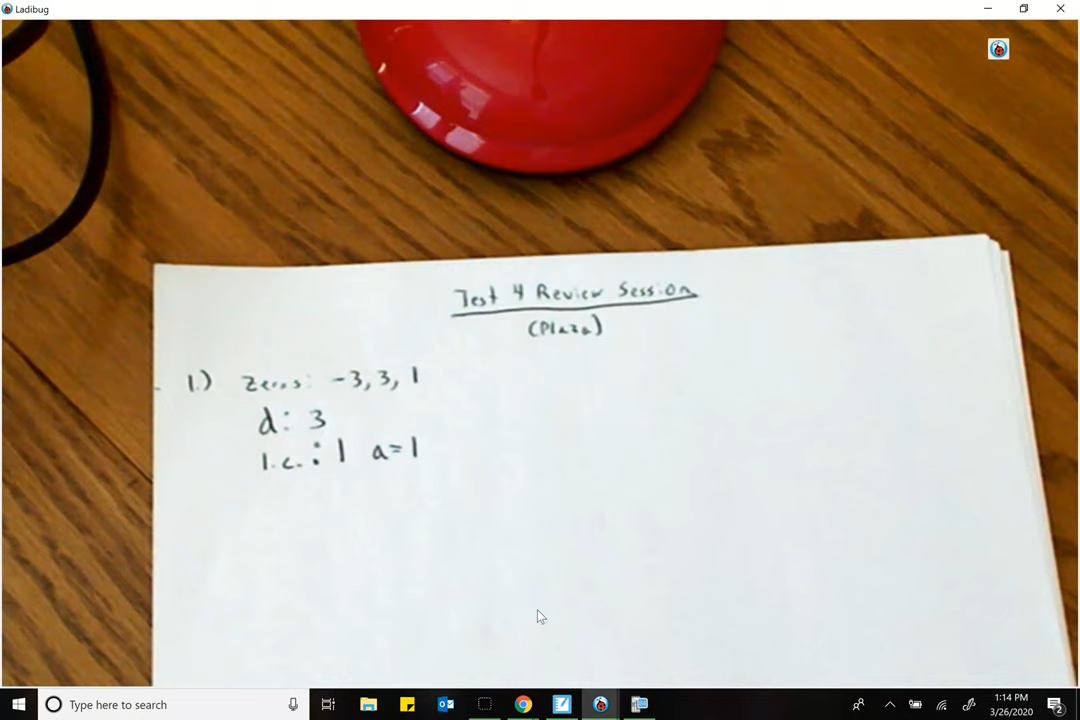 Ladibug
Test 4 Review Session
(Plaza)
1.) Zeros: -3, 3, 1
d: 3
l.c.: 1 a=1
Type here to search
1:14 PM
3/26/2020
2